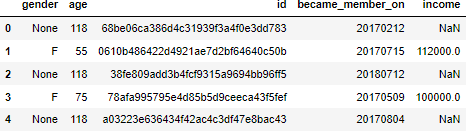 gender age id became_member_on income
0 None 118 68be06ca386d4c31939f3a4f0e3dd783 20170212 NaN
1 F 55 0610b486422d4921ae7d2bf64640c50b 20170715 112000.0
2 None 118 38fe809add3b4fcf9315a9694bb96ff5 20180712 NaN
3 F 75 78afa995795e4d85b5d9ceeca43f5fef 20170509 100000.0
4 None 118 a03223e636434f42ac4c3df47e8bac43 20170804 NaN